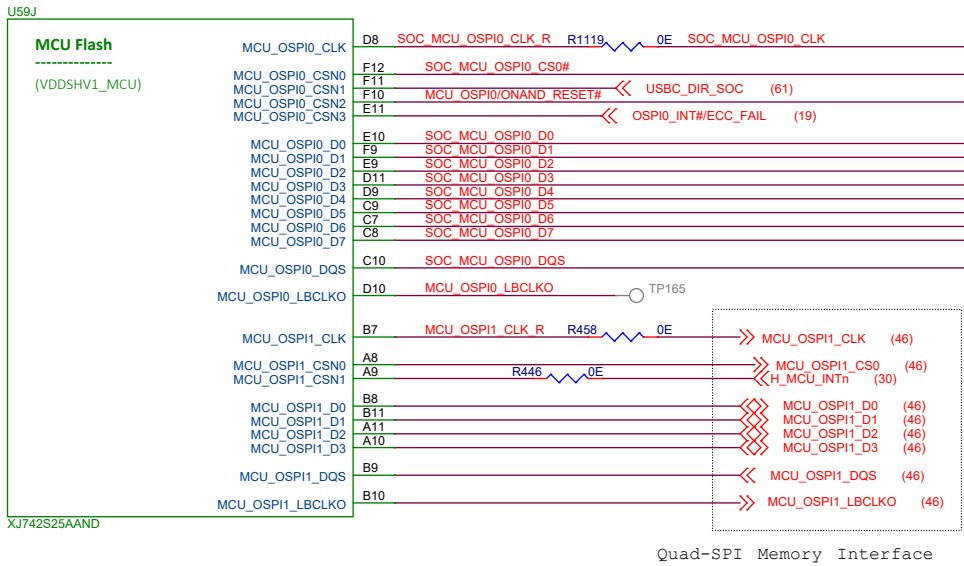 U59J
MCU Flash
--------------
(VDDSHV1_MCU)
MCU_OSPI0_CLK D8 SOC_MCU_OSPI0_CLK_R R1119 0E SOC_MCU_OSPI0_CLK
MCU_OSPI0_CSN0 F12 SOC_MCU_OSPI0_CS0#
MCU_OSPI0_CSN1 F11 USBC_DIR_SOC (61)
MCU_OSPI0_CSN2 F10 MCU_OSPI0/ONAND_RESET#
MCU_OSPI0_CSN3 E11 OSPI0_INT#/ECC_FAIL (19)
MCU_OSPI0_D0 E10 SOC_MCU_OSPI0_D0
MCU_OSPI0_D1 F9 SOC_MCU_OSPI0_D1
MCU_OSPI0_D2 E9 SOC_MCU_OSPI0_D2
MCU_OSPI0_D3 D11 SOC_MCU_OSPI0_D3
MCU_OSPI0_D4 D9 SOC_MCU_OSPI0_D4
MCU_OSPI0_D5 C9 SOC_MCU_OSPI0_D5
MCU_OSPI0_D6 C7 SOC_MCU_OSPI0_D6
MCU_OSPI0_D7 C8 SOC_MCU_OSPI0_D7
MCU_OSPI0_DQS C10 SOC_MCU_OSPI0_DQS
MCU_OSPI0_LBCLKO D10 MCU_OSPI0_LBCLKO TP165
MCU_OSPI1_CLK B7 MCU_OSPI1_CLK_R R458 0E MCU_OSPI1_CLK (46)
MCU_OSPI1_CSN0 A8 MCU_OSPI1_CS0 (46)
MCU_OSPI1_CSN1 A9 R446 0E H_MCU_INTn (30)
MCU_OSPI1_D0 B8 MCU_OSPI1_D0 (46)
MCU_OSPI1_D1 B11 MCU_OSPI1_D1 (46)
MCU_OSPI1_D2 A11 MCU_OSPI1_D2 (46)
MCU_OSPI1_D3 A10 MCU_OSPI1_D3 (46)
MCU_OSPI1_DQS B9 MCU_OSPI1_DQS (46)
MCU_OSPI1_LBCLKO B10 MCU_OSPI1_LBCLKO (46)
XJ742S25AAND
Quad-SPI Memory Interface